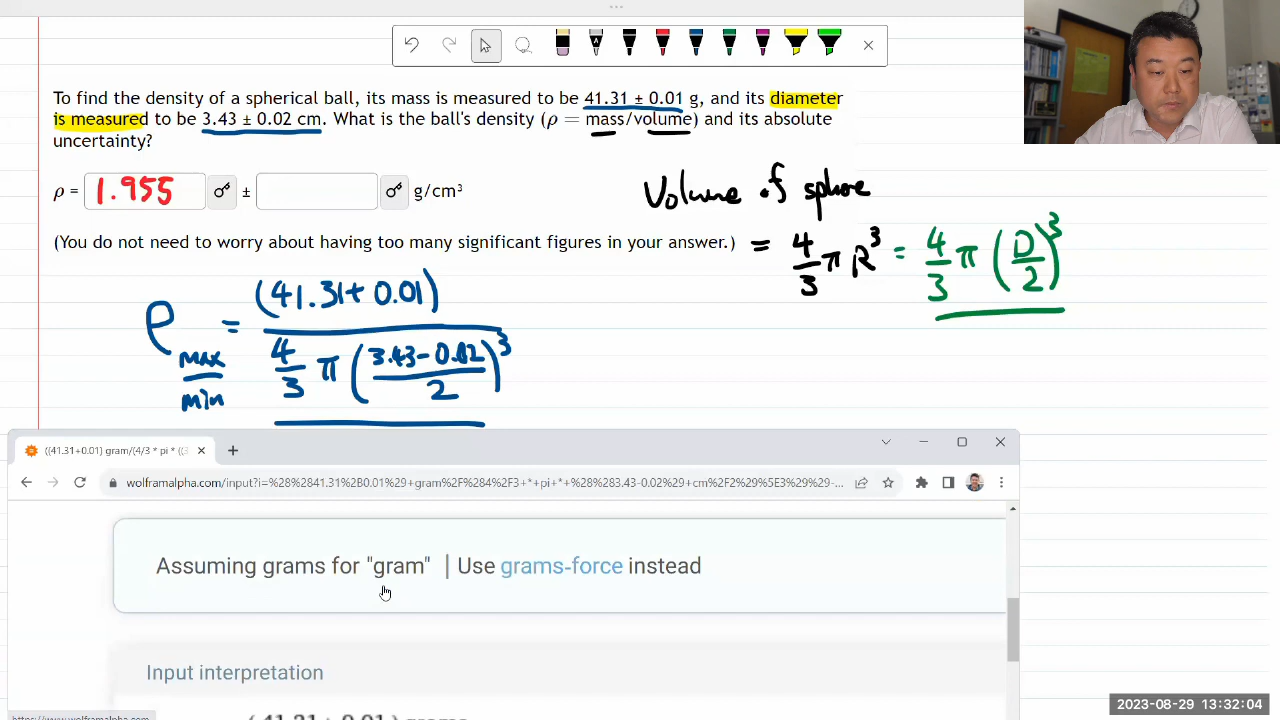 To find the density of a spherical ball, its mass is measured to be 41.31 ± 0.01 g, and its diameter
is measured to be 3.43 ± 0.02 cm. What is the ball's density (ρ = mass/volume) and its absolute
uncertainty?
ρ = 1.955 ± g/cm³
Volume of sphere
(You do not need to worry about having too many significant figures in your answer.)
= 4/3 π R³ = 4/3 π (D/2)³
ρ max/min = (41.31 + 0.01) / 4/3 π ((3.43 - 0.02)/2)³
((41.31+0.01) gram/(4/3 * pi * ((3
wolframalpha.com/input?i=%28%2841.31%2B0.01%29+gram%2F%284%2F3+*+pi+*+%28%283.43-0.02%29+cm%2F2%29%5E3%29%29-...
Assuming grams for "gram" | Use grams-force instead
Input interpretation
(41.31 + 0.01) grams
2023-08-29 13:32:04